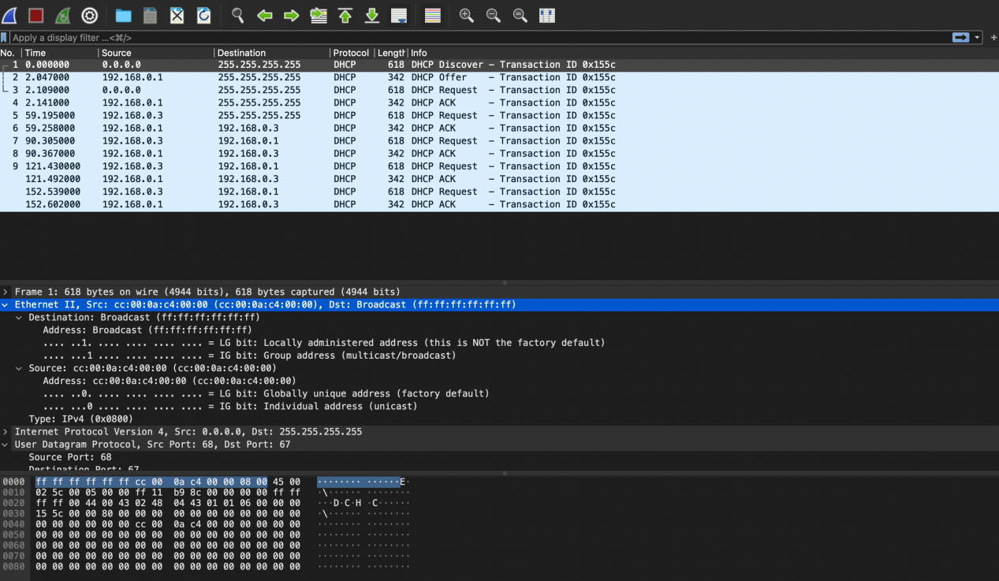 Apply a display filter ...<⌘/>
No. Time Source Destination Protocol Length Info
1 0.000000 0.0.0.0 255.255.255.255 DHCP 618 DHCP Discover – Transaction ID 0x155c
2 2.047000 192.168.0.1 255.255.255.255 DHCP 342 DHCP Offer – Transaction ID 0x155c
3 2.109000 0.0.0.0 255.255.255.255 DHCP 618 DHCP Request – Transaction ID 0x155c
4 2.141000 192.168.0.1 255.255.255.255 DHCP 342 DHCP ACK – Transaction ID 0x155c
5 59.195000 192.168.0.3 255.255.255.255 DHCP 618 DHCP Request – Transaction ID 0x155c
6 59.258000 192.168.0.1 192.168.0.3 DHCP 342 DHCP ACK – Transaction ID 0x155c
7 90.305000 192.168.0.3 192.168.0.1 DHCP 618 DHCP Request – Transaction ID 0x155c
8 90.367000 192.168.0.1 192.168.0.3 DHCP 342 DHCP ACK – Transaction ID 0x155c
9 121.430000 192.168.0.3 192.168.0.1 DHCP 618 DHCP Request – Transaction ID 0x155c
121.492000 192.168.0.1 192.168.0.3 DHCP 342 DHCP ACK – Transaction ID 0x155c
152.539000 192.168.0.3 192.168.0.1 DHCP 618 DHCP Request – Transaction ID 0x155c
152.602000 192.168.0.1 192.168.0.3 DHCP 342 DHCP ACK – Transaction ID 0x155c
Frame 1: 618 bytes on wire (4944 bits), 618 bytes captured (4944 bits)
Ethernet II, Src: cc:00:0a:c4:00:00 (cc:00:0a:c4:00:00), Dst: Broadcast (ff:ff:ff:ff:ff:ff)
Destination: Broadcast (ff:ff:ff:ff:ff:ff)
Address: Broadcast (ff:ff:ff:ff:ff:ff)
.... ..1. .... .... .... .... = LG bit: Locally administered address (this is NOT the factory default)
.... ...1 .... .... .... .... = IG bit: Group address (multicast/broadcast)
Source: cc:00:0a:c4:00:00 (cc:00:0a:c4:00:00)
Address: cc:00:0a:c4:00:00 (cc:00:0a:c4:00:00)
.... ..0. .... .... .... .... = LG bit: Globally unique address (factory default)
.... ...0 .... .... .... .... = IG bit: Individual address (unicast)
Type: IPv4 (0x0800)
Internet Protocol Version 4, Src: 0.0.0.0, Dst: 255.255.255.255
User Datagram Protocol, Src Port: 68, Dst Port: 67
Source Port: 68
Destination Port: 67
0000 ff ff ff ff ff ff cc 00 0a c4 00 00 08 00 45 00 ········ ······E·
0010 02 5c 00 05 00 00 ff 11 b9 8c 00 00 00 00 ff ff ·\······ ········
0020 ff ff 00 44 00 43 02 48 04 43 01 01 06 00 00 00 ···D·C·H ·C······
0030 15 5c 00 00 80 00 00 00 00 00 00 00 00 00 00 00 ·\······ ········
0040 00 00 00 00 00 00 cc 00 0a c4 00 00 00 00 00 00 ········ ········
0050 00 00 00 00 00 00 00 00 00 00 00 00 00 00 00 00 ········ ········
0060 00 00 00 00 00 00 00 00 00 00 00 00 00 00 00 00 ········ ········
0070 00 00 00 00 00 00 00 00 00 00 00 00 00 00 00 00 ········ ········
0080 00 00 00 00 00 00 00 00 00 00 00 00 00 00 00 00 ········ ········